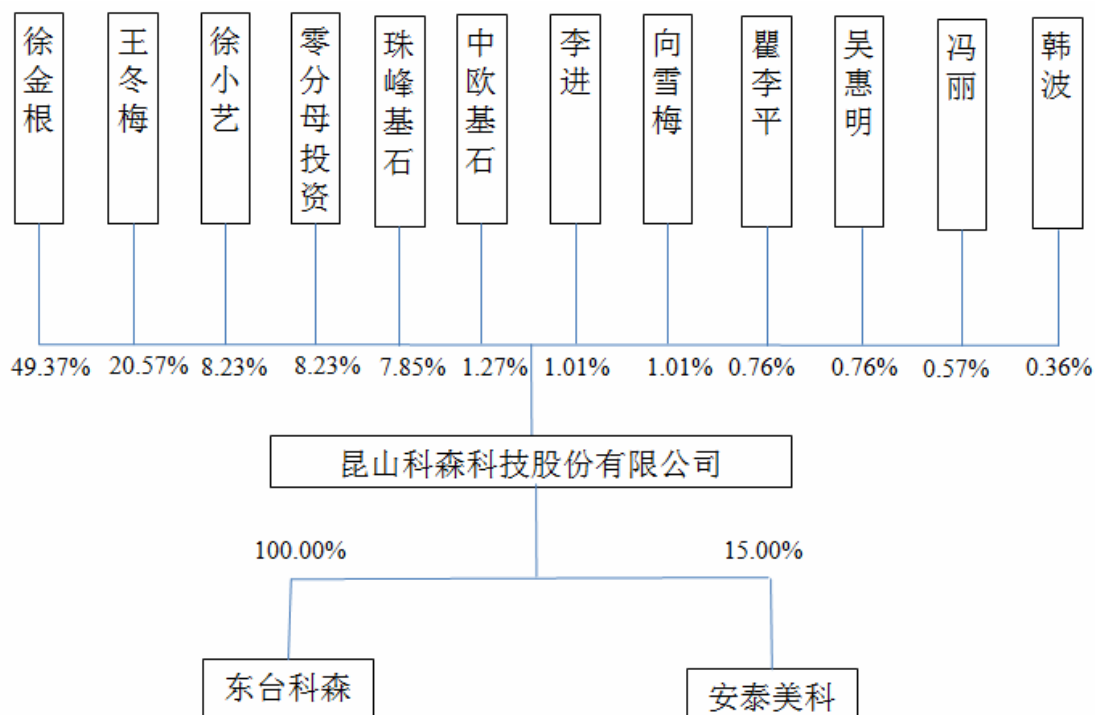 徐金根
王冬梅
徐小艺
零分母投资
珠峰基石
中欧基石
李进
向雪梅
瞿李平
吴惠明
冯丽
韩波
49.37%
20.57%
8.23%
8.23%
7.85%
1.27%
1.01%
1.01%
0.76%
0.76%
0.57%
0.36%
昆山科森科技股份有限公司
100.00%
15.00%
东台科森
安泰美科